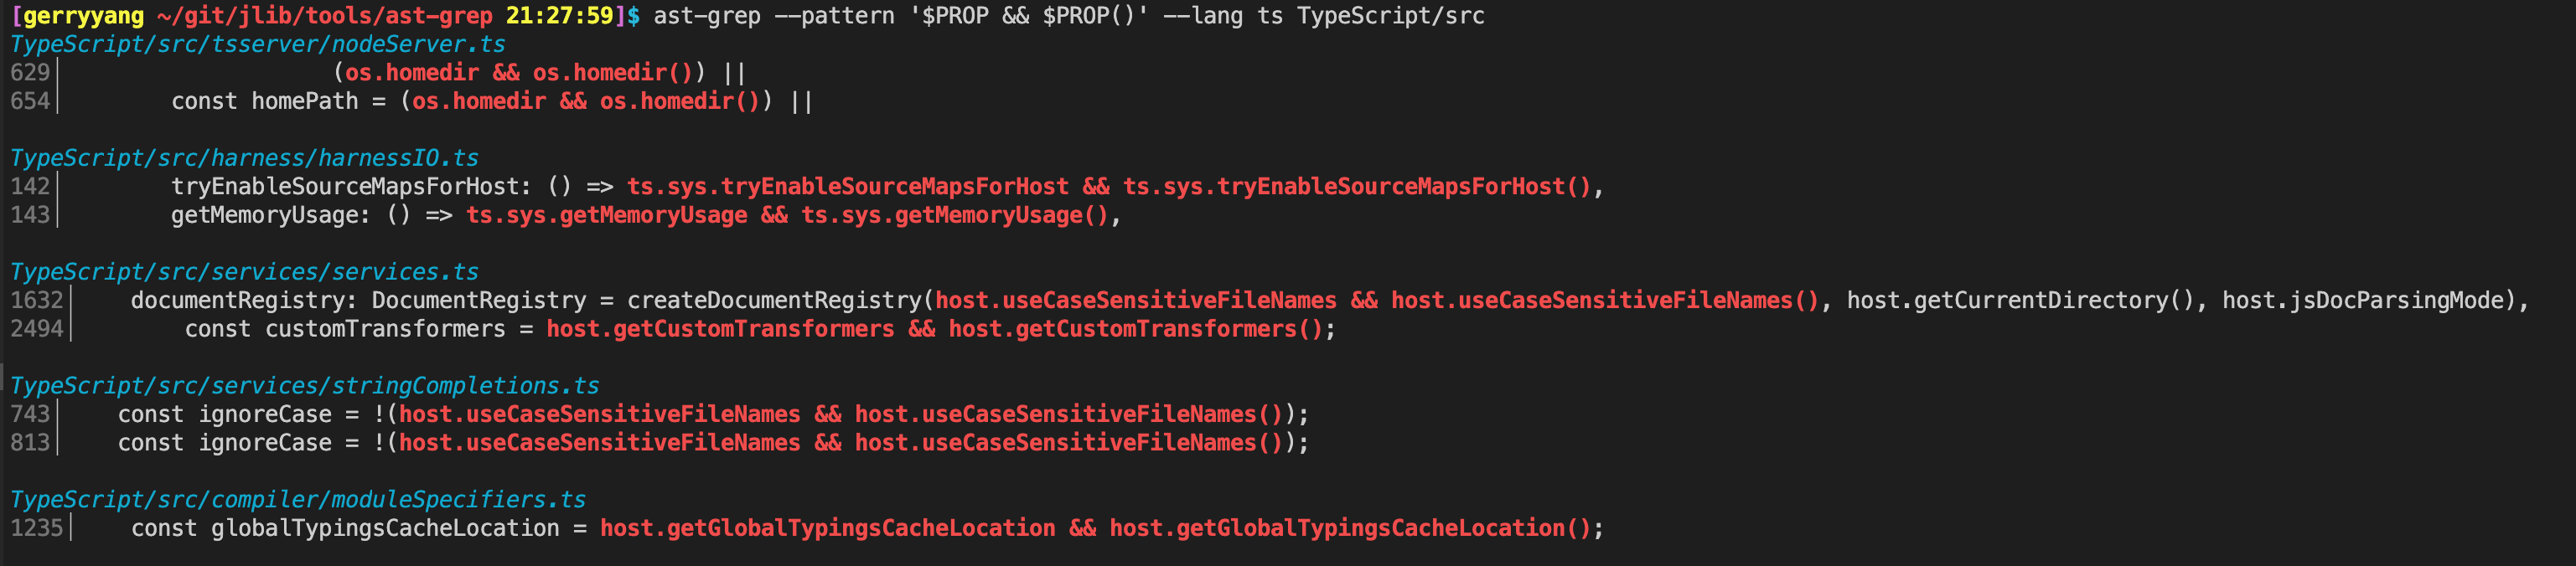 [gerryyang ~/git/jlib/tools/ast-grep 21:27:59]$ ast-grep --pattern '$PROP && $PROP()' --lang ts TypeScript/src
TypeScript/src/tsserver/nodeServer.ts
629│                    (os.homedir && os.homedir()) ||
654│        const homePath = (os.homedir && os.homedir()) ||

TypeScript/src/harness/harnessIO.ts
142│        tryEnableSourceMapsForHost: () => ts.sys.tryEnableSourceMapsForHost && ts.sys.tryEnableSourceMapsForHost(),
143│        getMemoryUsage: () => ts.sys.getMemoryUsage && ts.sys.getMemoryUsage(),

TypeScript/src/services/services.ts
1632│    documentRegistry: DocumentRegistry = createDocumentRegistry(host.useCaseSensitiveFileNames && host.useCaseSensitiveFileNames(), host.getCurrentDirectory(), host.jsDocParsingMode),
2494│        const customTransformers = host.getCustomTransformers && host.getCustomTransformers();

TypeScript/src/services/stringCompletions.ts
743│    const ignoreCase = !(host.useCaseSensitiveFileNames && host.useCaseSensitiveFileNames());
813│    const ignoreCase = !(host.useCaseSensitiveFileNames && host.useCaseSensitiveFileNames());

TypeScript/src/compiler/moduleSpecifiers.ts
1235│    const globalTypingsCacheLocation = host.getGlobalTypingsCacheLocation && host.getGlobalTypingsCacheLocation();